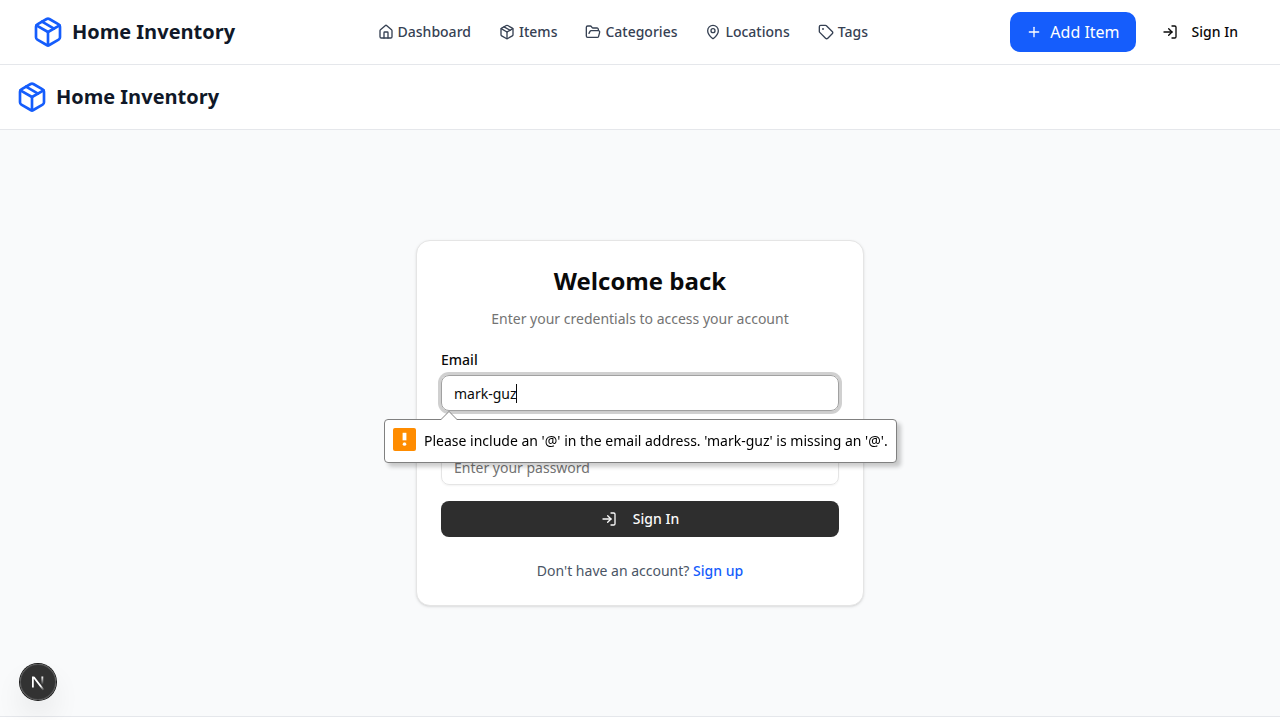 Home Inventory
Dashboard
Items
Categories
Locations
Tags
Add Item
Sign In
Home Inventory
Welcome back
Enter your credentials to access your account
Email
mark-guz
Please include an '@' in the email address. 'mark-guz' is missing an '@'.
Enter your password
Sign In
Don't have an account? Sign up
N